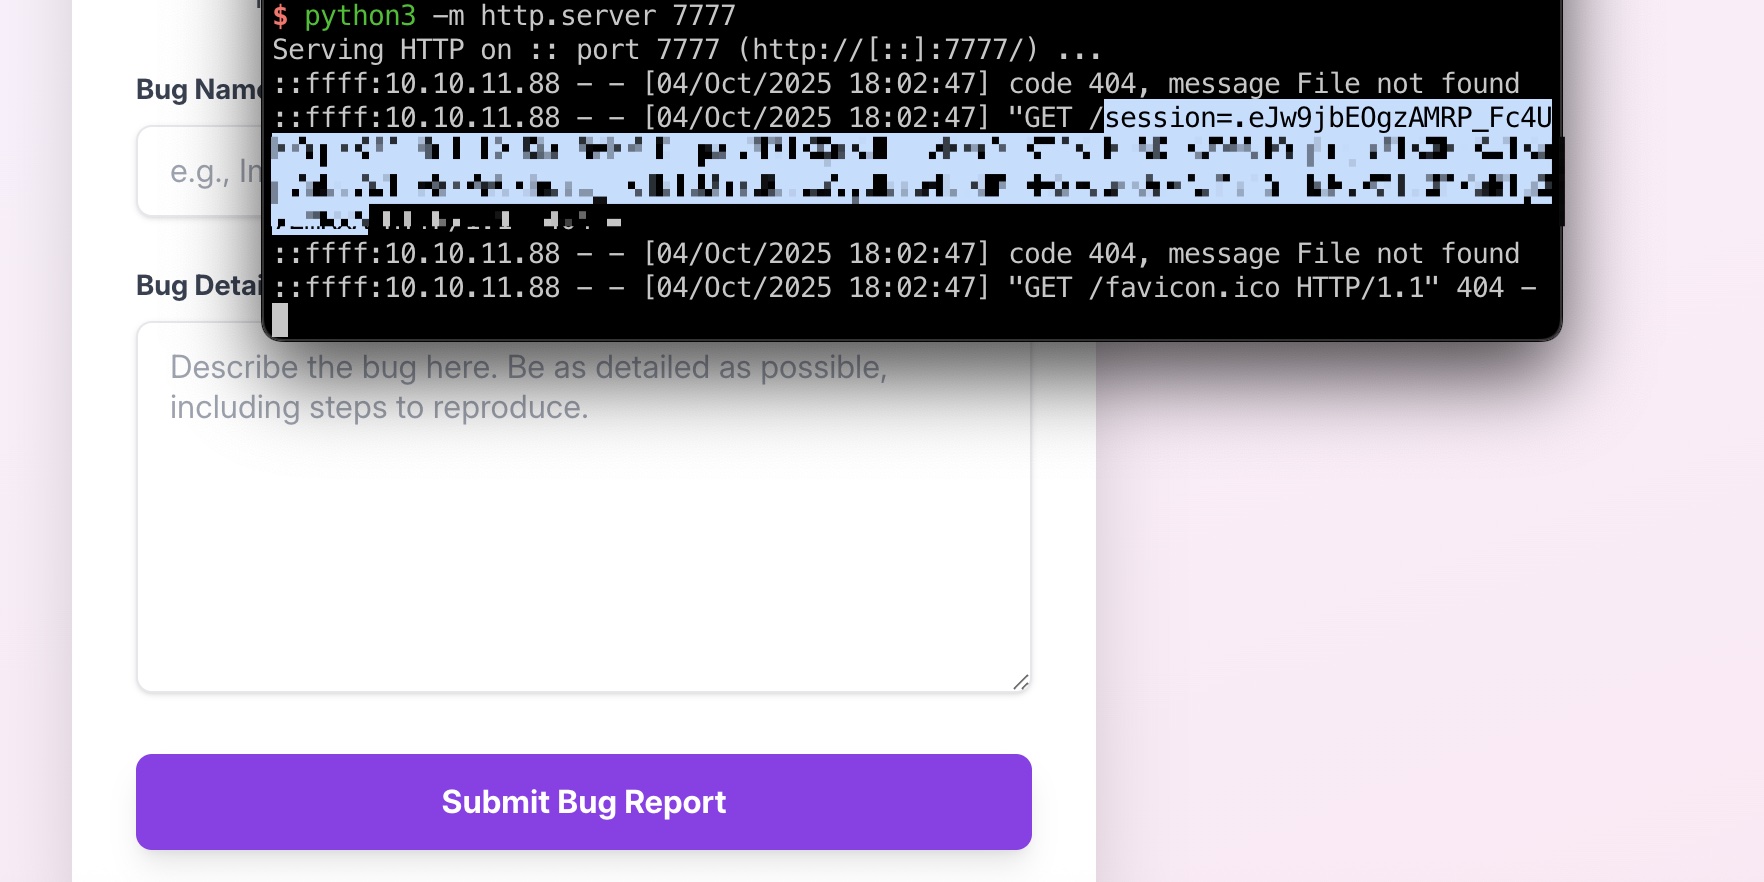 $ python3 -m http.server 7777
Serving HTTP on :: port 7777 (http://[::]:7777/) ...
::ffff:10.10.11.88 - - [04/Oct/2025 18:02:47] code 404, message File not found
::ffff:10.10.11.88 - - [04/Oct/2025 18:02:47] "GET /session=.eJw9jbEOgzAMRP_Fc4U
::ffff:10.10.11.88 - - [04/Oct/2025 18:02:47] code 404, message File not found
::ffff:10.10.11.88 - - [04/Oct/2025 18:02:47] "GET /favicon.ico HTTP/1.1" 404 -
Bug Name
e.g., In
Bug Detai
Describe the bug here. Be as detailed as possible,
including steps to reproduce.
Submit Bug Report